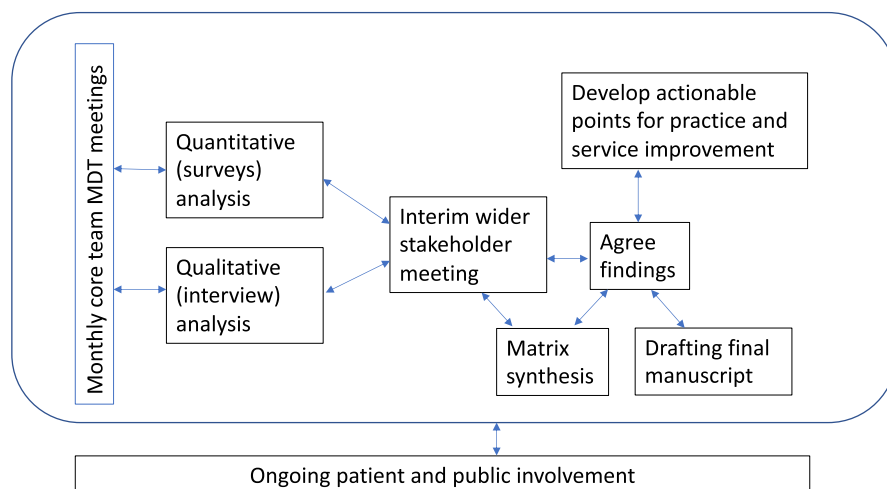 Monthly core team MDT meetings
Quantitative
(surveys)
analysis
Qualitative
(interview)
analysis
Interim wider
stakeholder
meeting
Develop actionable
points for practice and
service improvement
Agree
findings
Matrix
synthesis
Drafting final
manuscript
Ongoing patient and public involvement